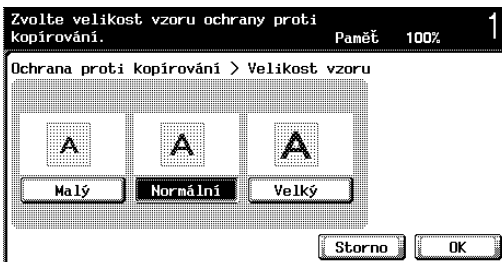 Zvolte velikost vzoru ochrany proti
kopírování.
Paměť 100% 1
Ochrana proti kopírování > Velikost vzoru
A A A
Malý Normální Velký
Storno OK